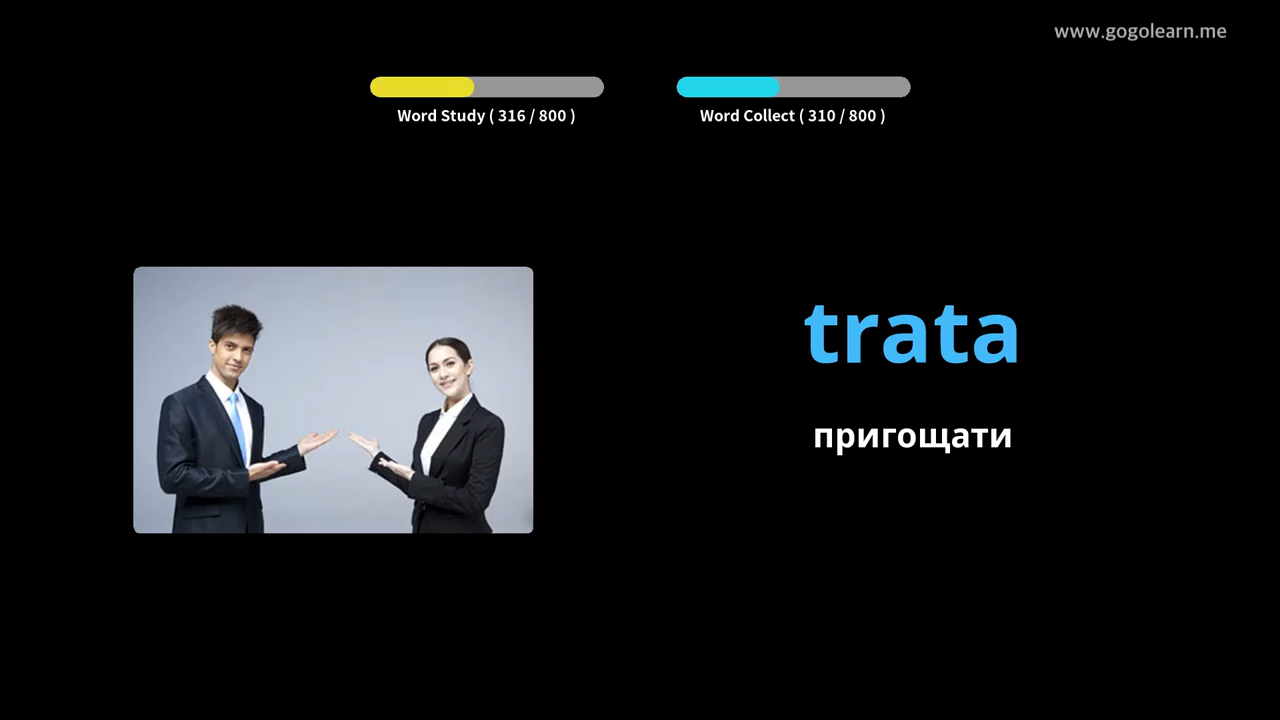 www.gogolearn.me
Word Study ( 316 / 800 )
Word Collect ( 310 / 800 )
trata
пригощати